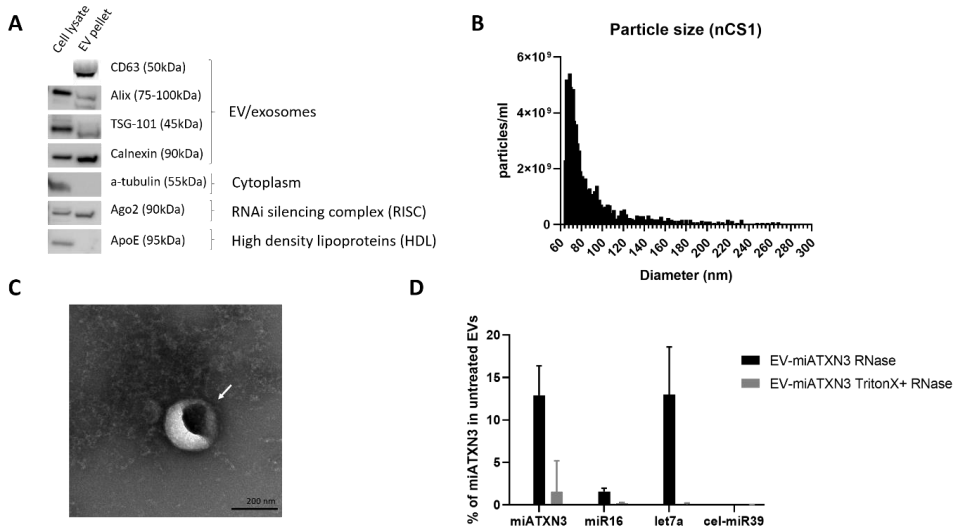 A
Cell lysate
EV pellet
CD63 (50kDa)
Alix (75-100kDa)
TSG-101 (45kDa)
Calnexin (90kDa)
a-tubulin (55kDa)
Ago2 (90kDa)
ApoE (95kDa)
EV/exosomes
Cytoplasm
RNAi silencing complex (RISC)
High density lipoproteins (HDL)
B
Particle size (nCS1)
particles/ml
6×10⁹
4×10⁹
2×10⁹
0
60 80 100 120 140 160 180 200 220 240 260 280 300
Diameter (nm)
C
200 nm
D
% of miATXN3 in untreated EVs
20
15
10
5
0
miATXN3 miR16 let7a cel-miR39
EV-miATXN3 RNase
EV-miATXN3 TritonX+ RNase